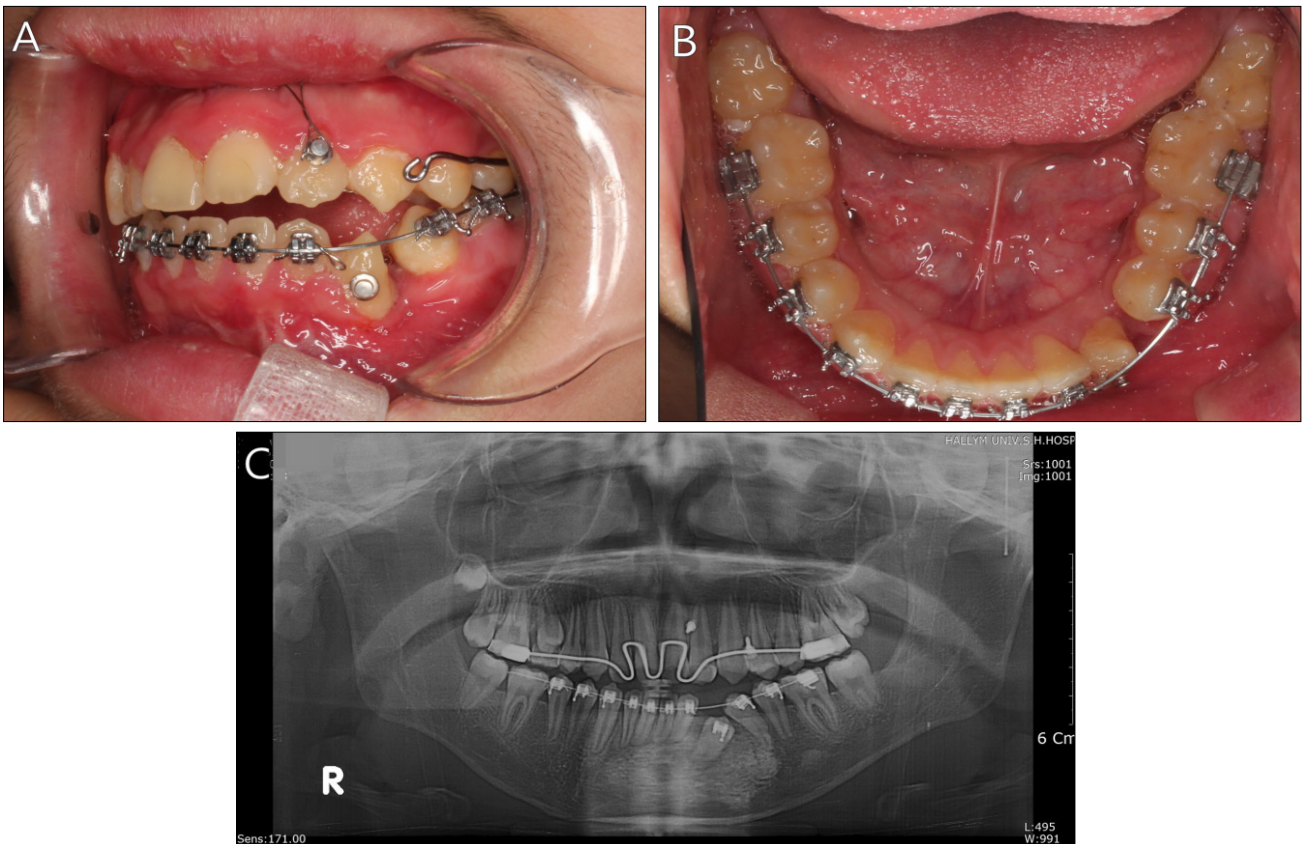 A
B
C
HALLYM UNIV.S H.HOSP
Srs:1001
Img:1001
6 Cm
R
Sens:171.00
L:495
W:991